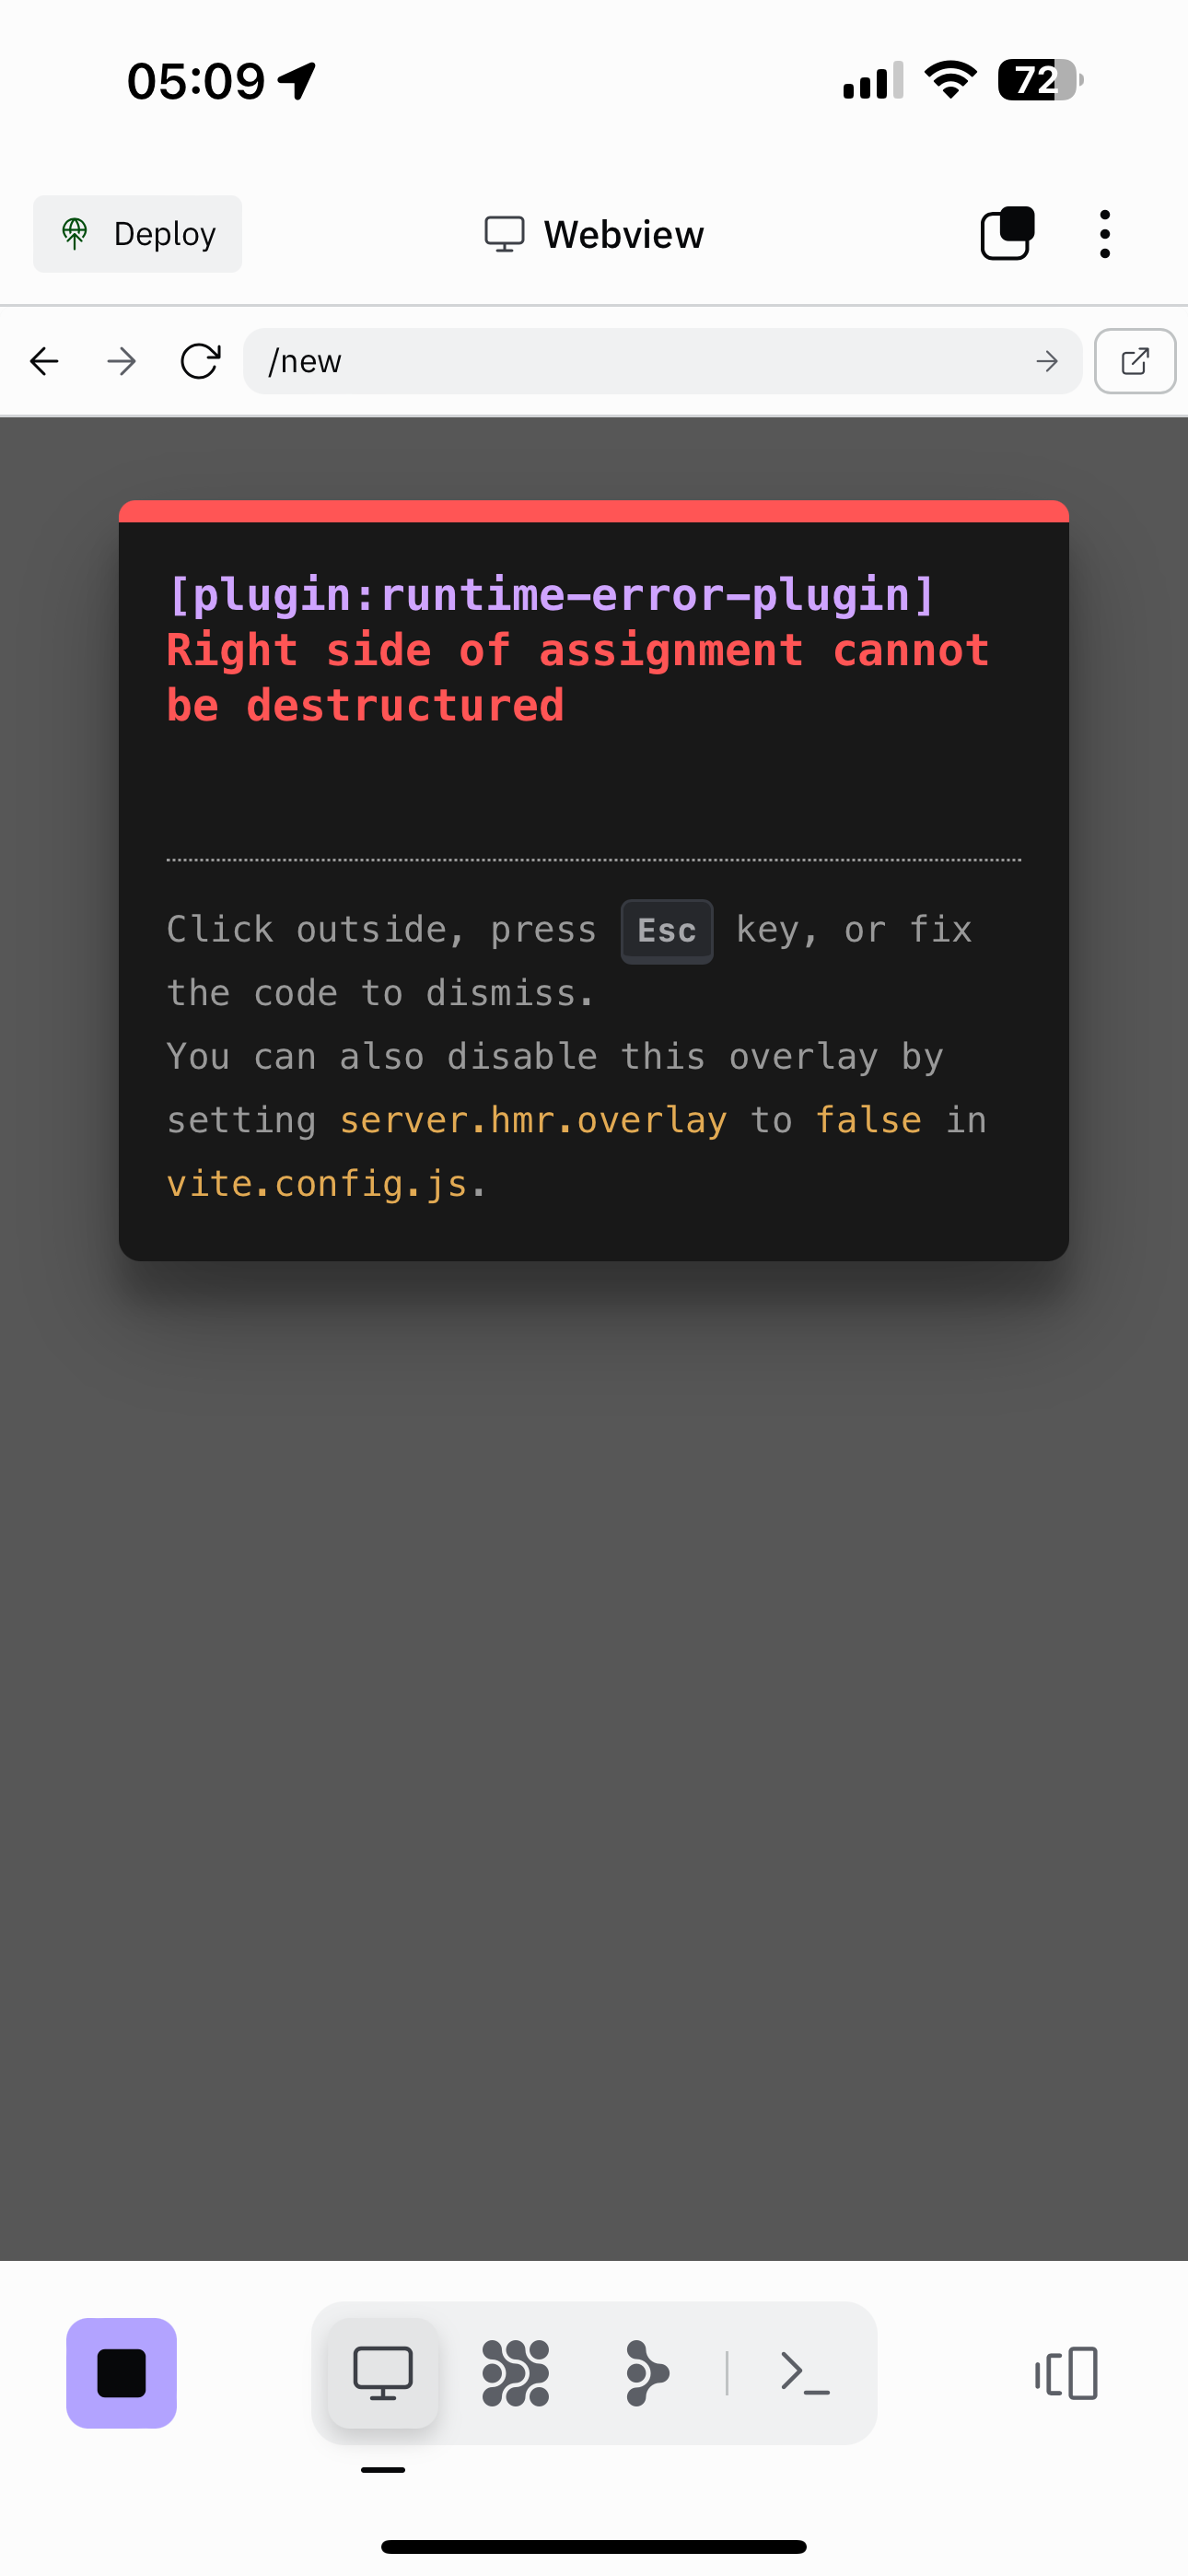 05:09
72
Deploy
Webview
/new
[plugin:runtime-error-plugin]
Right side of assignment cannot
be destructured
Click outside, press Esc key, or fix
the code to dismiss.
You can also disable this overlay by
setting server.hmr.overlay to false in
vite.config.js.